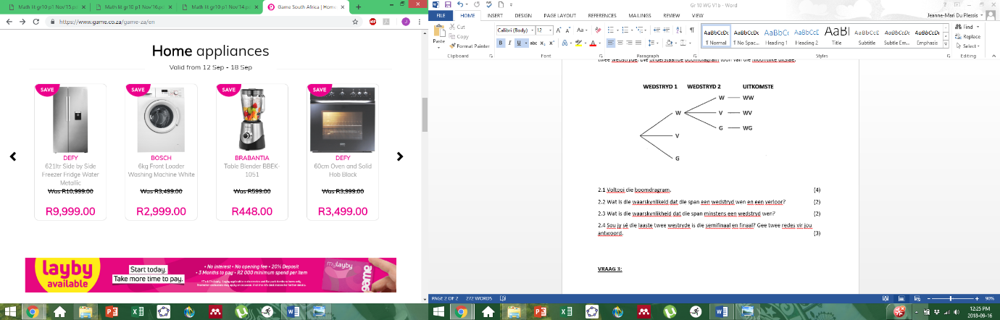 Math lit gr10 p1 Nov'15.p
Math lit gr10 p1 Nov'16.p
Math lit gr10 p1 Nov'14.p
Game South Africa | Hom
https://www.game.co.za/game-za/en
Home appliances
Valid from 12 Sep - 18 Sep
SAVE
SAVE
SAVE
SAVE
DEFY
621ltr Side by Side
Freezer Fridge Water
Metallic
Was R10,999.00
R9,999.00
BOSCH
6kg Front Loader
Washing Machine White
Was R3,499.00
R2,999.00
BRABANTIA
Table Blender BBEK-
1051
Was R599.00
R448.00
DEFY
60cm Oven and Solid
Hob Black
Was R3,999.00
R3,499.00
layby
available
Start today.
Take more time to pay.
• No interest • No opening fee • 20% Deposit
• 3 Months to pay • R2 000 minimum spend per item
mylayby
game
Gr 10 WG V1b - Word
FILE HOME INSERT DESIGN PAGE LAYOUT REFERENCES MAILINGS REVIEW VIEW
Jeanne-Mari Du Plessis
Paste
Cut
Copy
Format Painter
Calibri (Body) 12
Clipboard Font Paragraph Styles Editing
AaBbCcDc AaBbCcDc AaBbCc AaBbCcE AaBl AaBbCcD AaBbCcDc AaBbCcDc
¶ Normal ¶ No Spac... Heading 1 Heading 2 Title Subtitle Subtle Em... Emphasis
Find
Replace
Select
twee wedstryde. Die onderstaande boomdiagram toon van die moontlike uitslae.
WEDSTRYD 1 WEDSTRYD 2 UITKOMSTE
W WW
W V WV
G WG
V
G
2.1 Voltooi die boomdragram. (4)
2.2 Wat is die waarskynlikeid dat die span een wedstryd wen en een verloor? (2)
2.3 Wat is die waarskynlikheid dat die span minstens een wedstryd wen? (2)
2.4 Sou jy sê die laaste twee westryde is die semifinaal en finaal? Gee twee redes vir jou
antwoord. (3)
VRAAG 3:
PAGE 2 OF 2 272 WORDS
90%
12:25 PM
2018-09-16